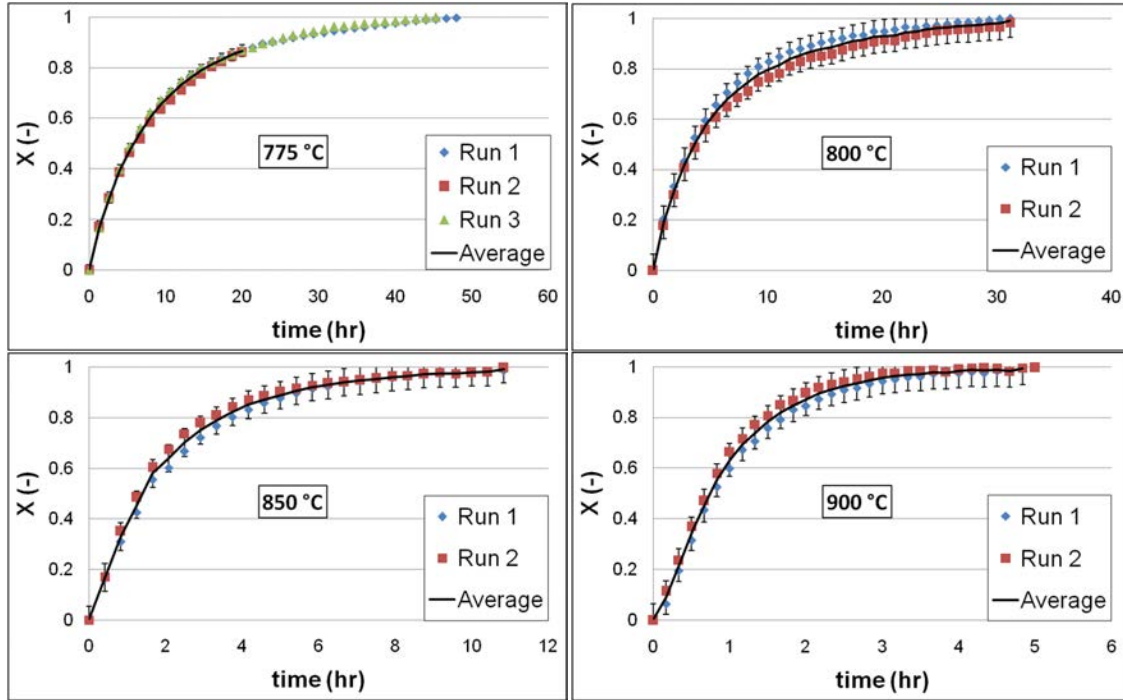 X (-)
1
0.8
0.6
0.4
0.2
0
775 °C
Run 1
Run 2
Run 3
Average
0 10 20 30 40 50 60
time (hr)
X (-)
1
0.8
0.6
0.4
0.2
0
800 °C
Run 1
Run 2
Average
0 10 20 30 40
time (hr)
X (-)
1
0.8
0.6
0.4
0.2
0
850 °C
Run 1
Run 2
Average
0 2 4 6 8 10 12
time (hr)
X (-)
1
0.8
0.6
0.4
0.2
0
900 °C
Run 1
Run 2
Average
0 1 2 3 4 5 6
time (hr)